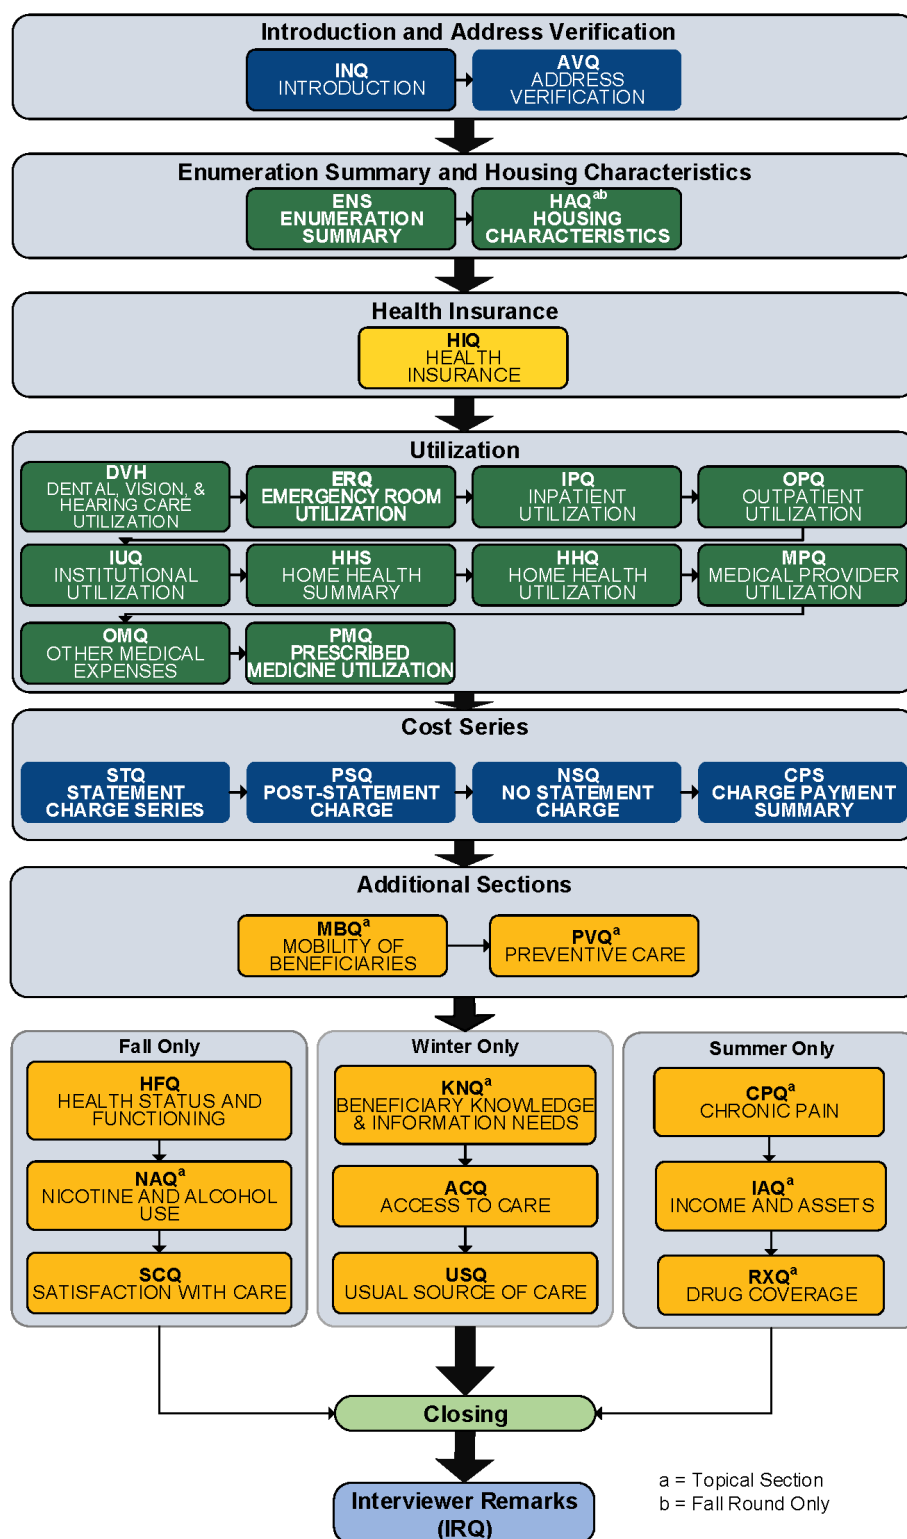 Introduction and Address Verification
INQ
INTRODUCTION
AVQ
ADDRESS
VERIFICATION
Enumeration Summary and Housing Characteristics
ENS
ENUMERATION
SUMMARY
HAQab
HOUSING
CHARACTERISTICS
Health Insurance
HIQ
HEALTH
INSURANCE
Utilization
DVH
DENTAL, VISION, &
HEARING CARE
UTILIZATION
ERQ
EMERGENCY ROOM
UTILIZATION
IPQ
INPATIENT
UTILIZATION
OPQ
OUTPATIENT
UTILIZATION
IUQ
INSTITUTIONAL
UTILIZATION
HHS
HOME HEALTH
SUMMARY
HHQ
HOME HEALTH
UTILIZATION
MPQ
MEDICAL PROVIDER
UTILIZATION
OMQ
OTHER MEDICAL
EXPENSES
PMQ
PRESCRIBED
MEDICINE UTILIZATION
Cost Series
STQ
STATEMENT
CHARGE SERIES
PSQ
POST-STATEMENT
CHARGE
NSQ
NO STATEMENT
CHARGE
CPS
CHARGE PAYMENT
SUMMARY
Additional Sections
MBQa
MOBILITY OF
BENEFICIARIES
PVQa
PREVENTIVE CARE
Fall Only
HFQ
HEALTH STATUS AND
FUNCTIONING
NAQa
NICOTINE AND ALCOHOL
USE
SCQ
SATISFACTION WITH CARE
Winter Only
KNQa
BENEFICIARY KNOWLEDGE
& INFORMATION NEEDS
ACQ
ACCESS TO CARE
USQ
USUAL SOURCE OF CARE
Summer Only
CPQa
CHRONIC PAIN
IAQa
INCOME AND ASSETS
RXQa
DRUG COVERAGE
Closing
Interviewer Remarks
(IRQ)
a = Topical Section
b = Fall Round Only